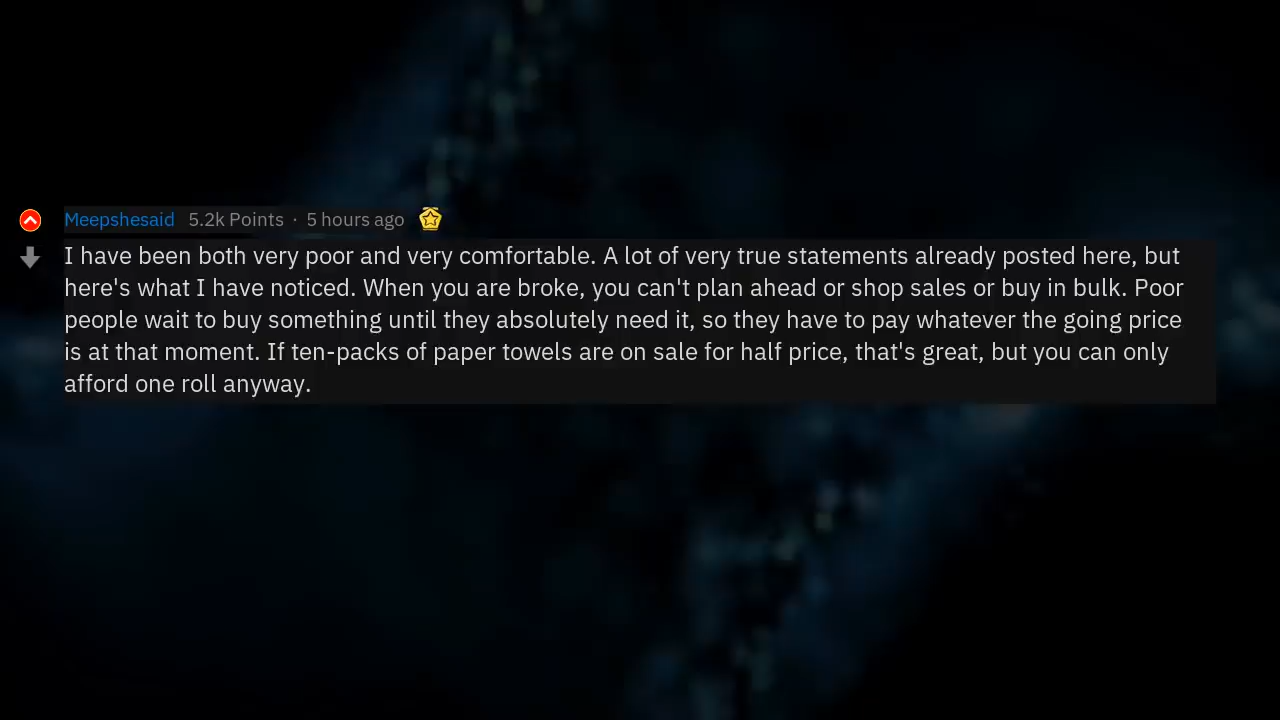 Meepshesaid 5.2k Points · 5 hours ago
I have been both very poor and very comfortable. A lot of very true statements already posted here, but
here's what I have noticed. When you are broke, you can't plan ahead or shop sales or buy in bulk. Poor
people wait to buy something until they absolutely need it, so they have to pay whatever the going price
is at that moment. If ten-packs of paper towels are on sale for half price, that's great, but you can only
afford one roll anyway.